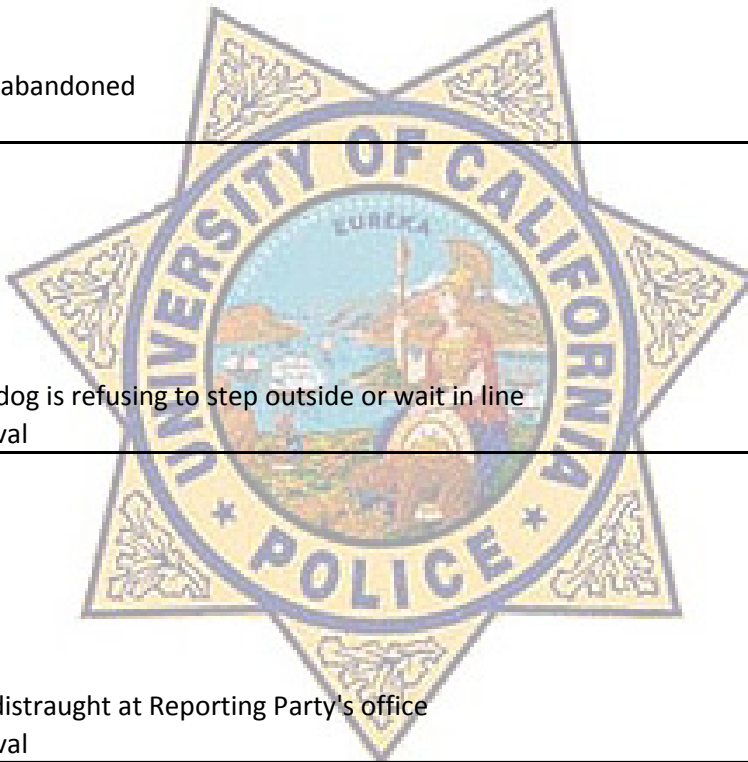 abandoned
UNIVERSITY OF CALIFORNIA
EUREKA
dog is refusing to step outside or wait in line
val
POLICE
distraught at Reporting Party's office
val